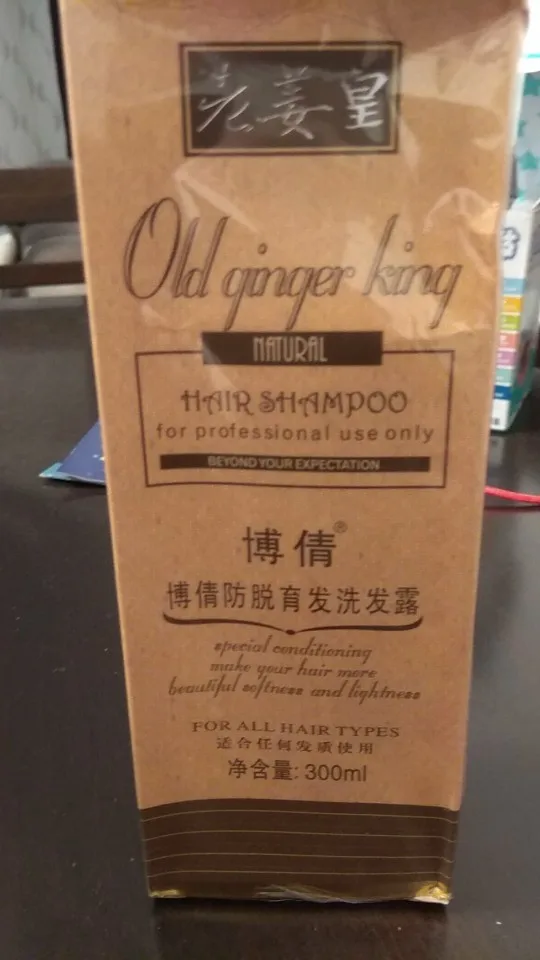 老姜皇
Old ginger king
NATURAL
HAIR SHAMPOO
for professional use only
BEYOND YOUR EXPECTATION
博倩®
博倩防脱育发洗发露
special conditioning
make your hair more
beautiful softness and lightness
FOR ALL HAIR TYPES
适合任何发质使用
净含量: 300ml